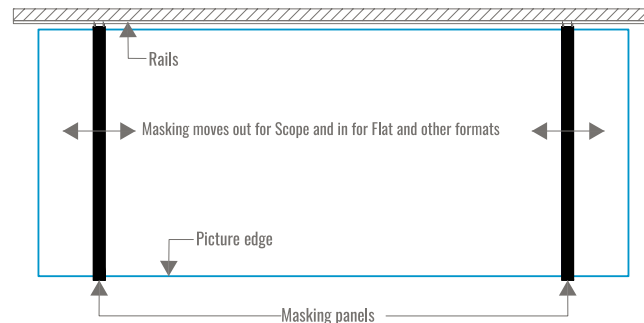 Rails
Masking moves out for Scope and in for Flat and other formats
Picture edge
Masking panels